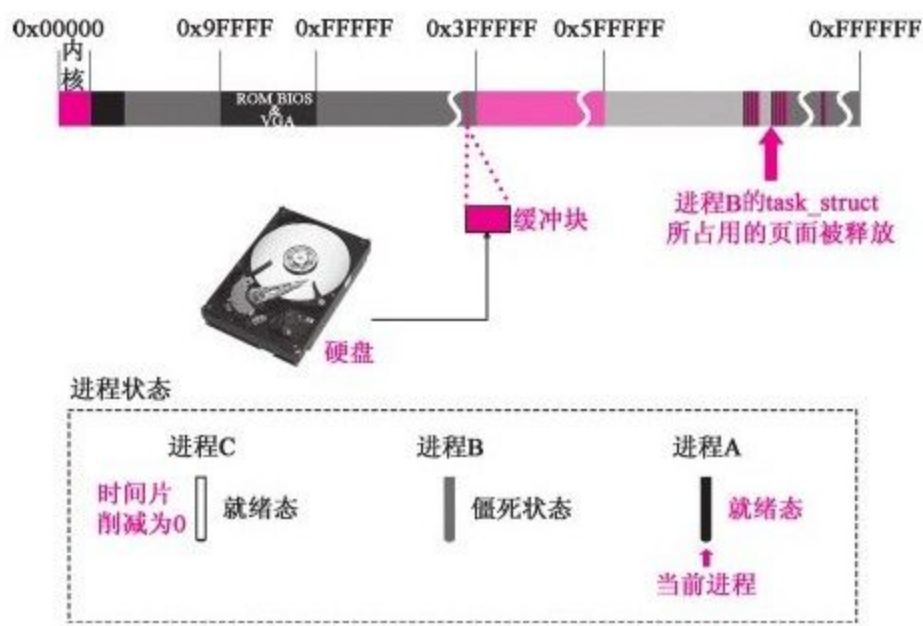 0x00000 0x9FFFF 0xFFFFF 0x3FFFFF 0x5FFFFF 0xFFFFFF
内
核
ROM BIOS
&
VGA
进程B的task_struct
所占用的页面被释放
缓冲块
硬盘
进程状态
进程C 进程B 进程A
时间片
削减为0
就绪态 僵死状态 就绪态
当前进程